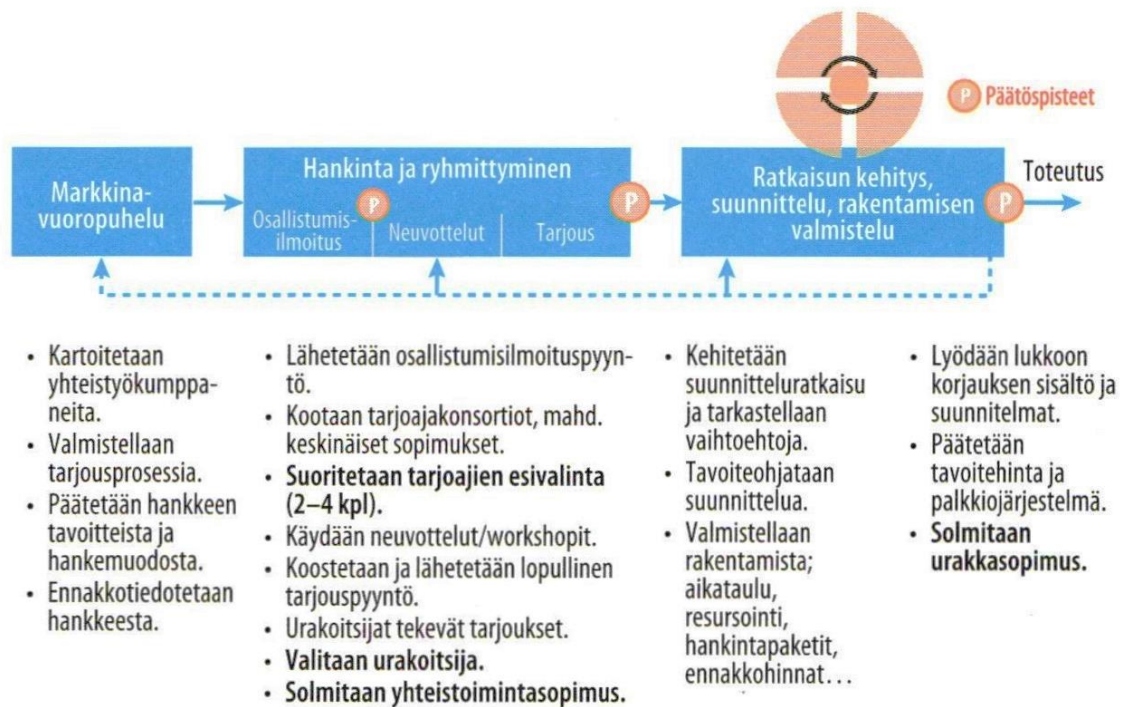 P Päätöspisteet
Markkina-
vuoropuhelu
Hankinta ja ryhmittyminen
P
Osallistumis-
ilmoitus
Neuvottelut
Tarjous
P
Ratkaisun kehitys,
suunnittelu, rakentamisen
valmistelu
P
Toteutus
• Kartoitetaan
yhteistyökumppa-
neita.
• Valmistellaan
tarjousprosessia.
• Päätetään hankkeen
tavoitteista ja
hankemuodosta.
• Ennakkotiedotetaan
hankkeesta.
• Lähetetään osallistumisilmoituspyyn-
tö.
• Kootaan tarjoajakonsortiot, mahd.
keskinäiset sopimukset.
• Suoritetaan tarjoajien esivalinta
(2–4 kpl).
• Käydään neuvottelut/workshopit.
• Koostetaan ja lähetetään lopullinen
tarjouspyyntö.
• Urakoitsijat tekevät tarjoukset.
• Valitaan urakoitsija.
• Solmitaan yhteistoimintasopimus.
• Kehitetään
suunnitteluratkaisu
ja tarkastellaan
vaihtoehtoja.
• Tavoiteohjataan
suunnittelua.
• Valmistellaan
rakentamista;
aikataulu,
resursointi,
hankintapaketit,
ennakkohinnat…
• Lyödään lukkoon
korjauksen sisältö ja
suunnitelmat.
• Päätetään
tavoitehinta ja
palkkiojärjestelmä.
• Solmitaan
urakkasopimus.